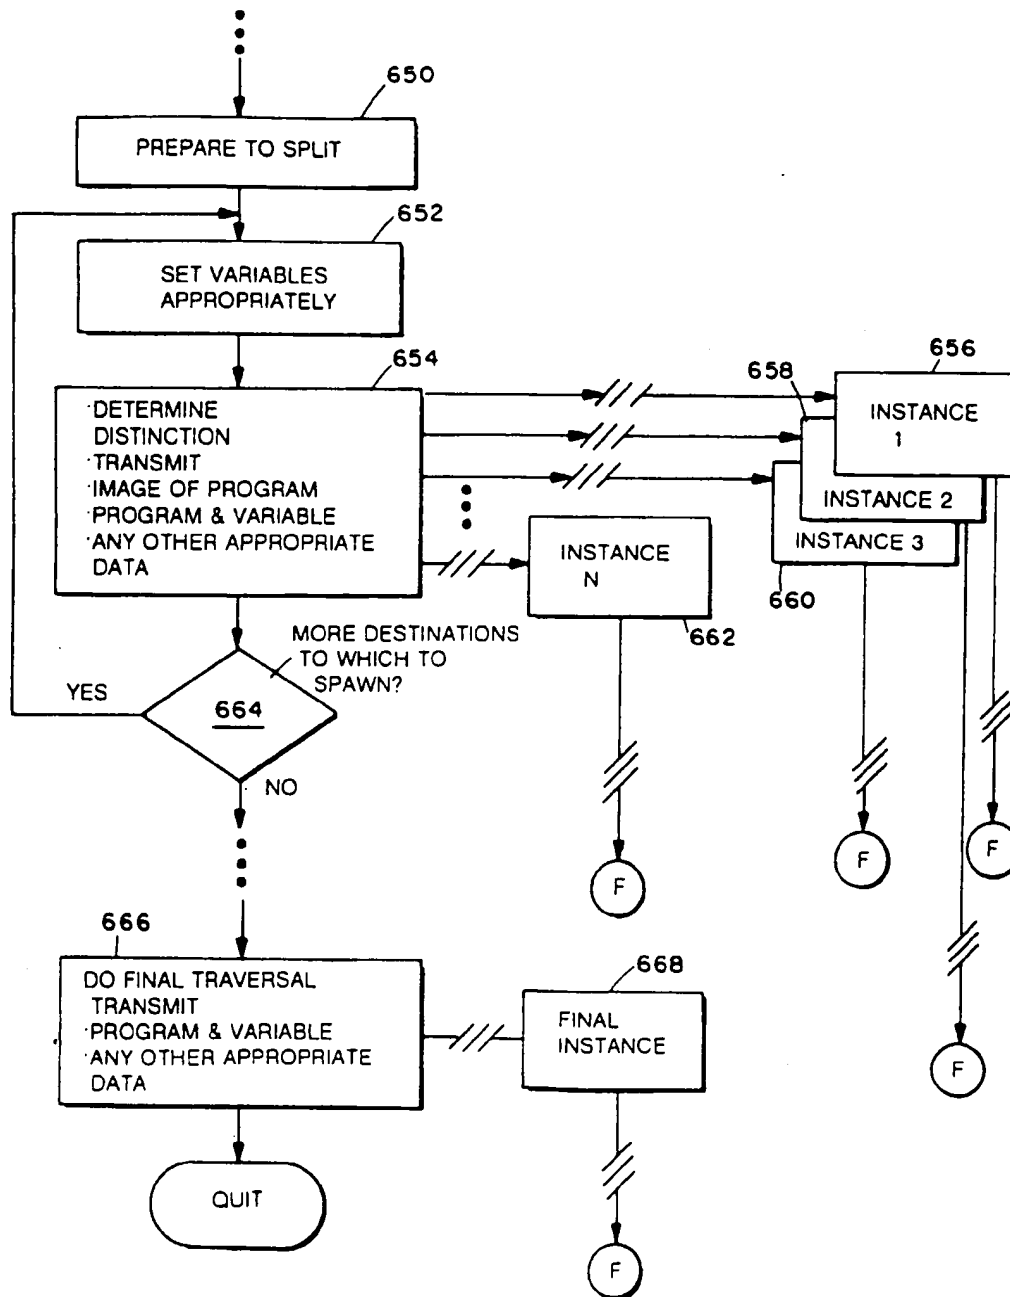 650
PREPARE TO SPLIT
652
SET VARIABLES
APPROPRIATELY
654
·DETERMINE
DISTINCTION
·TRANSMIT
·IMAGE OF PROGRAM
·PROGRAM & VARIABLE
·ANY OTHER APPROPRIATE
DATA
656
INSTANCE
1
658
INSTANCE 2
INSTANCE 3
660
INSTANCE
N
662
MORE DESTINATIONS
TO WHICH TO
SPAWN?
YES
664
NO
F
F
F
F
666
DO FINAL TRAVERSAL
TRANSMIT
·PROGRAM & VARIABLE
·ANY OTHER APPROPRIATE
DATA
668
FINAL
INSTANCE
QUIT
F